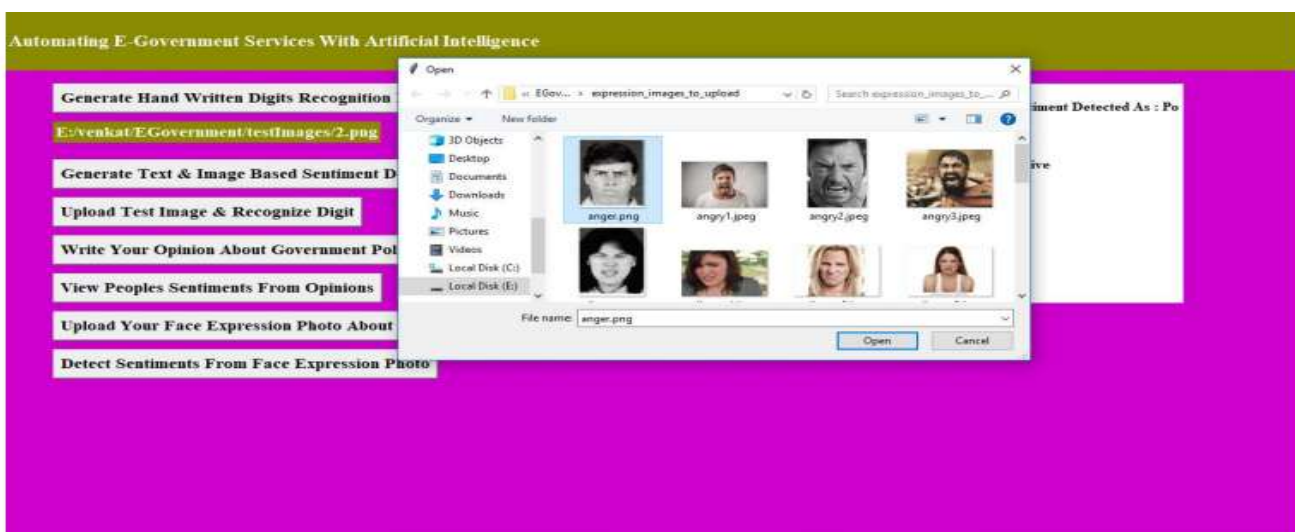 Automating E-Government Services With Artificial Intelligence
Open
Generate Hand Written Digits Recognition
« EGov... › expression_images_to_upload
Search expression_images_to_...
iment Detected As : Po
Organize
New folder
E:/venkat/EGovernment/testImages/2.png
3D Objects
Desktop
Generate Text & Image Based Sentiment D
Documents
ive
Downloads
Upload Test Image & Recognize Digit
Music
anger.png
angry1.jpeg
angry2.jpeg
angry3.jpeg
Pictures
Write Your Opinion About Government Pol
Videos
Local Disk (C:)
View Peoples Sentiments From Opinions
Local Disk (E:)
Upload Your Face Expression Photo About
File name: anger.png
Open
Cancel
Detect Sentiments From Face Expression Photo